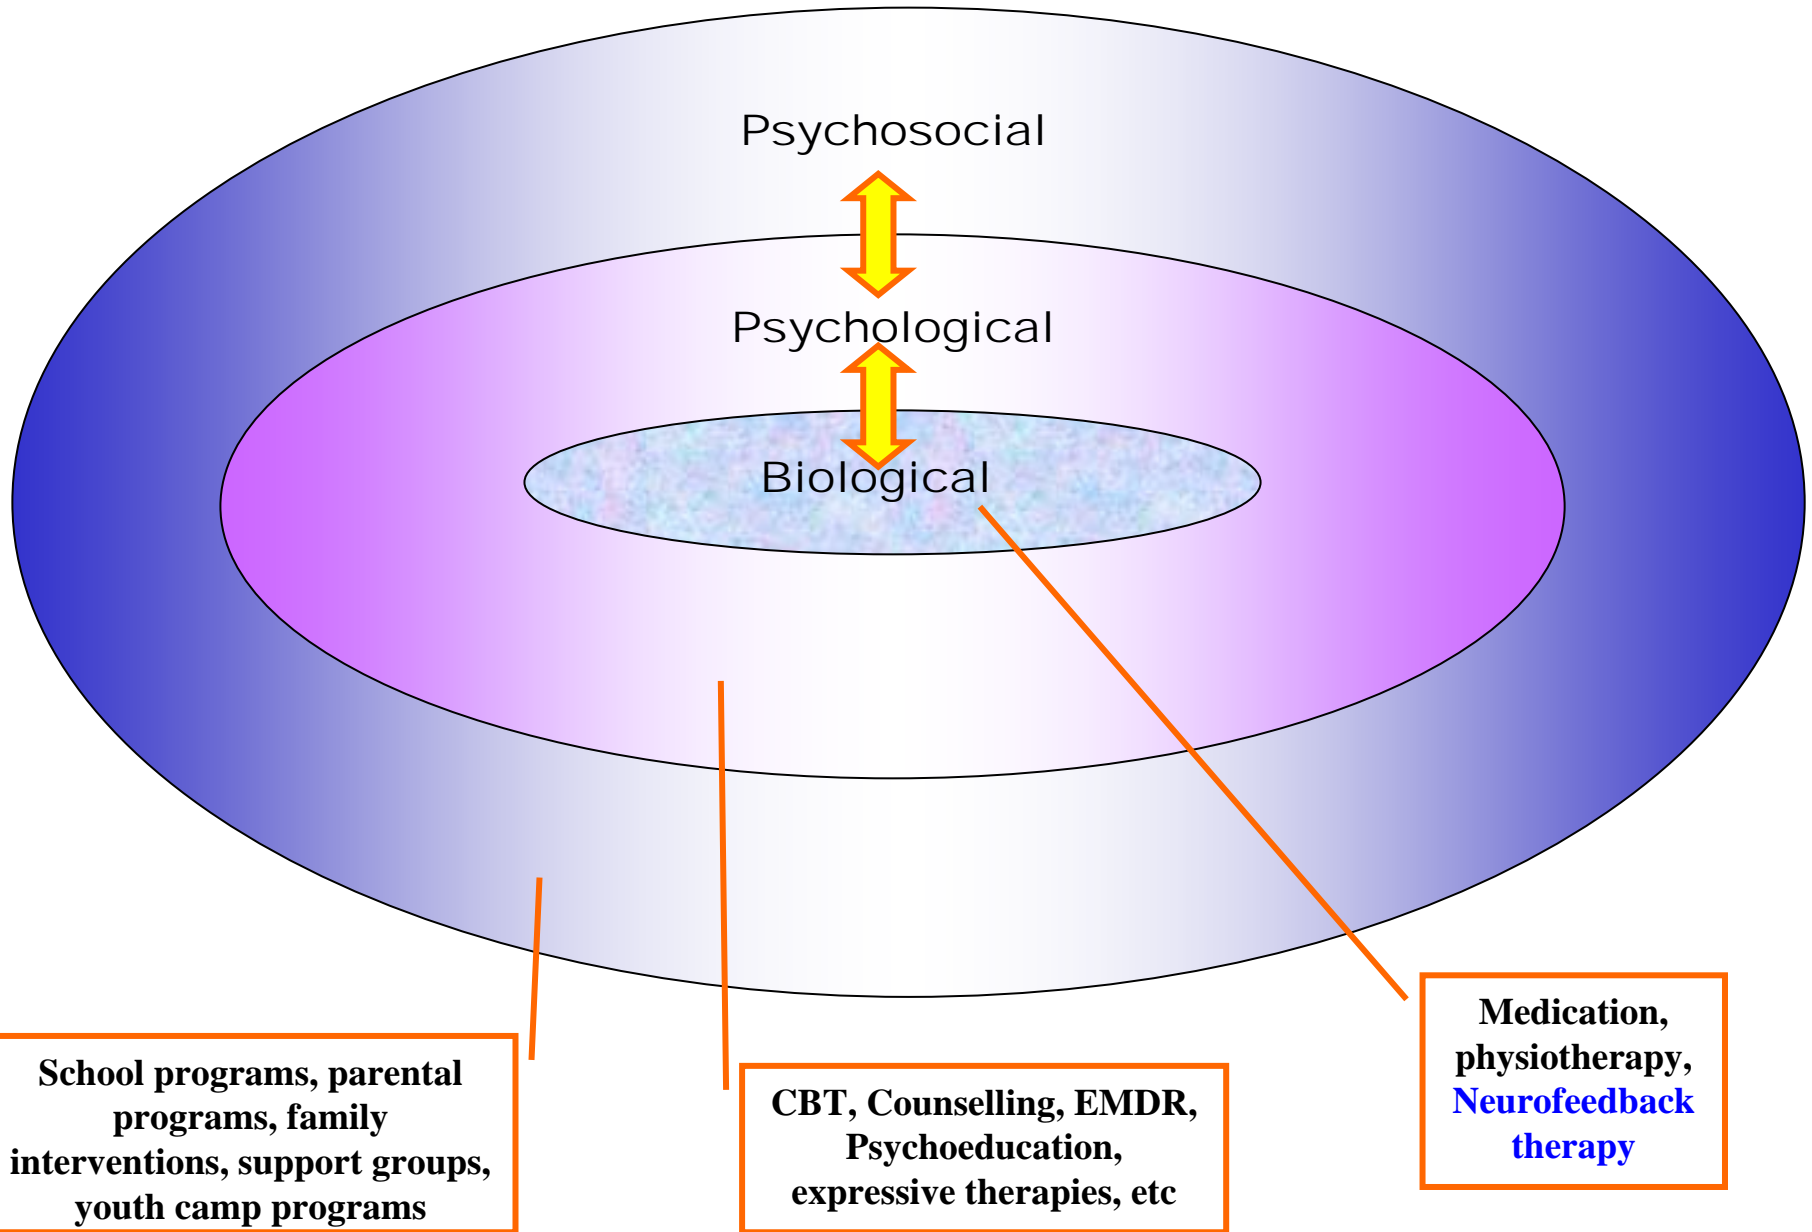 Psychosocial
Psychological
Biological
School programs, parental
programs, family
interventions, support groups,
youth camp programs
CBT, Counselling, EMDR,
Psychoeducation,
expressive therapies, etc
Medication,
physiotherapy,
Neurofeedback
therapy